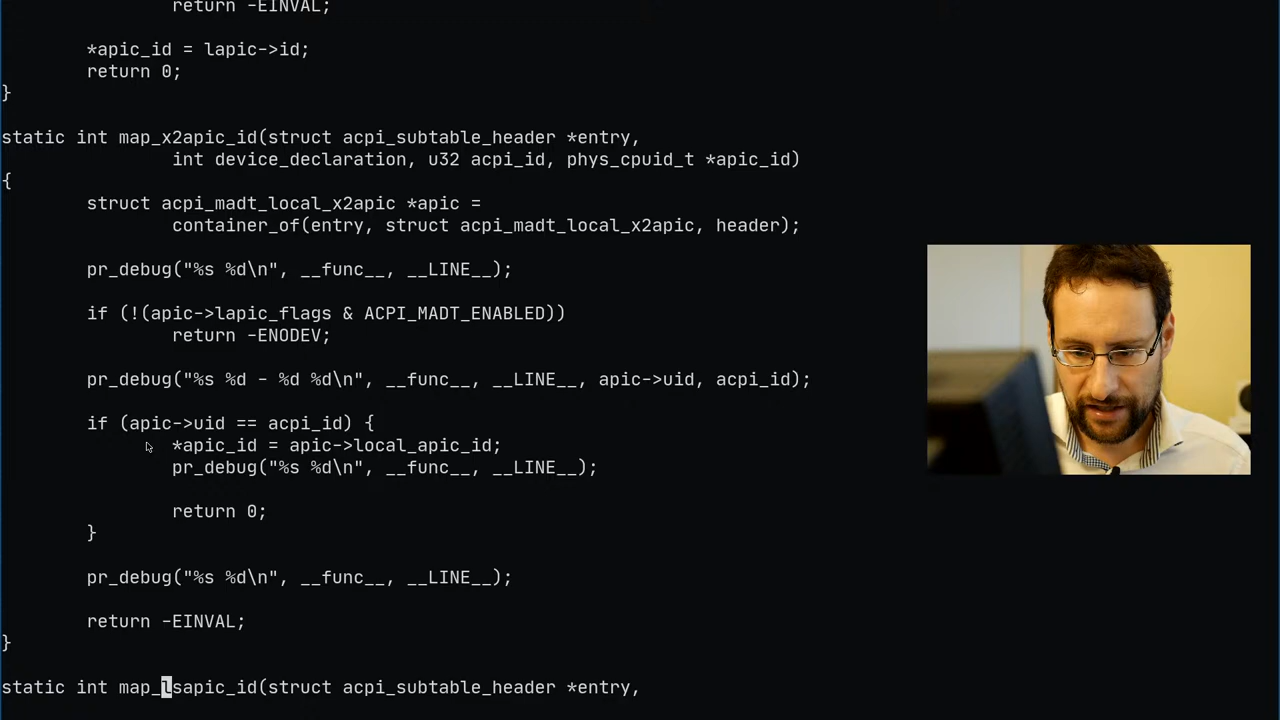 return -EINVAL;
*apic_id = lapic->id;
return 0;
}
static int map_x2apic_id(struct acpi_subtable_header *entry,
int device_declaration, u32 acpi_id, phys_cpuid_t *apic_id)
{
struct acpi_madt_local_x2apic *apic =
container_of(entry, struct acpi_madt_local_x2apic, header);
pr_debug("%s %d\n", __func__, __LINE__);
if (!(apic->lapic_flags & ACPI_MADT_ENABLED))
return -ENODEV;
pr_debug("%s %d - %d %d\n", __func__, __LINE__, apic->uid, acpi_id);
if (apic->uid == acpi_id) {
*apic_id = apic->local_apic_id;
pr_debug("%s %d\n", __func__, __LINE__);
return 0;
}
pr_debug("%s %d\n", __func__, __LINE__);
return -EINVAL;
}
static int map_lsapic_id(struct acpi_subtable_header *entry,